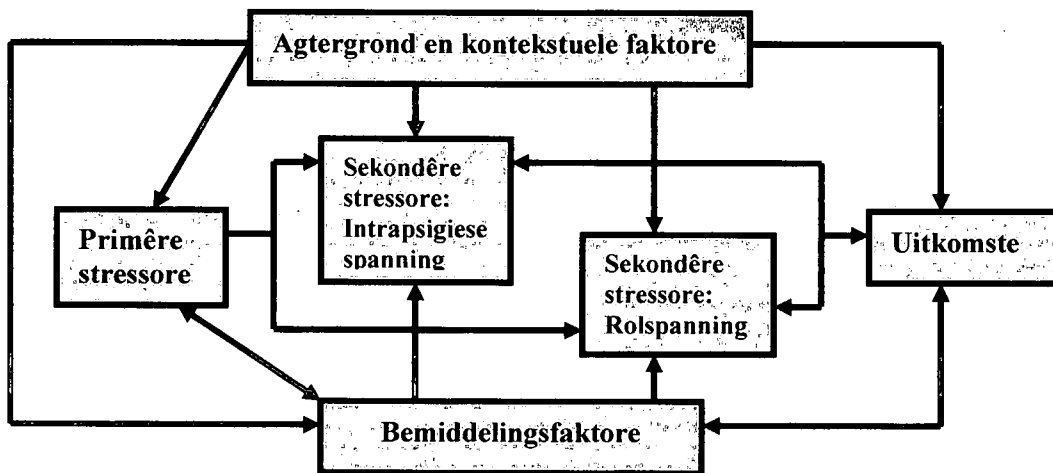 Agtergrond en kontekstuele faktore
Sekondêre
stressore:
Intrapsigiese
spanning
Primêre
stressore
Sekondêre
stressore:
Rolspanning
Uitkomste
Bemiddelingsfaktore